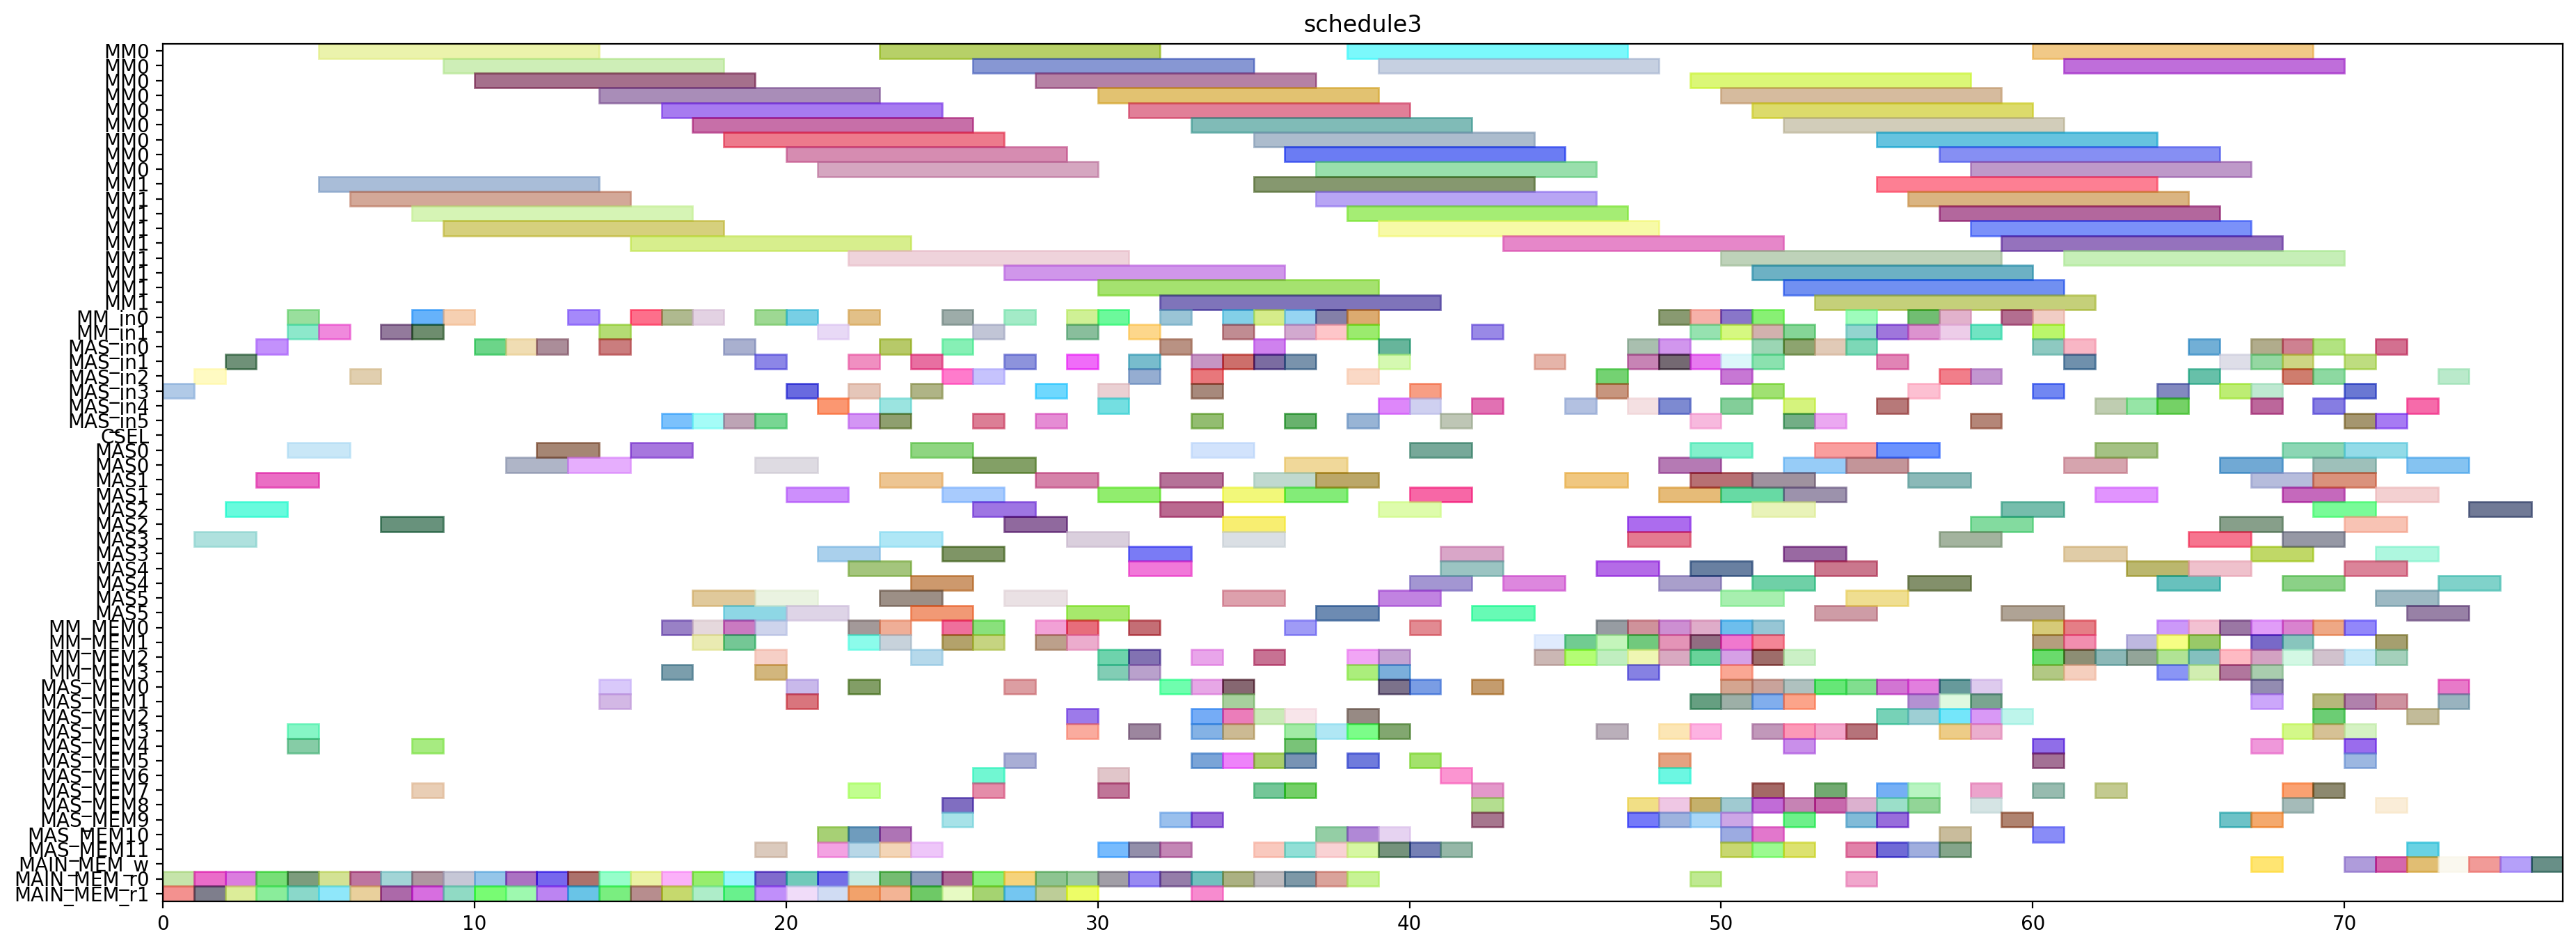 schedule3
MM0
MM0
MM0
MM0
MM0
MM0
MM0
MM0
MM0
MM1
MM1
MM1
MM1
MM1
MM1
MM1
MM1
MM1
MM_in0
MM_in1
MAS_in0
MAS_in1
MAS_in2
MAS_in3
MAS_in4
MAS_in5
CSEL
MAS0
MAS0
MAS1
MAS1
MAS2
MAS2
MAS3
MAS3
MAS4
MAS4
MAS5
MAS5
MM_MEM0
MM_MEM1
MM_MEM2
MM_MEM3
MAS_MEM0
MAS_MEM1
MAS_MEM2
MAS_MEM3
MAS_MEM4
MAS_MEM5
MAS_MEM6
MAS_MEM7
MAS_MEM8
MAS_MEM9
MAS_MEM10
MAS_MEM11
MAIN_MEM_w
MAIN_MEM_r0
MAIN_MEM_r1
0 10 20 30 40 50 60 70